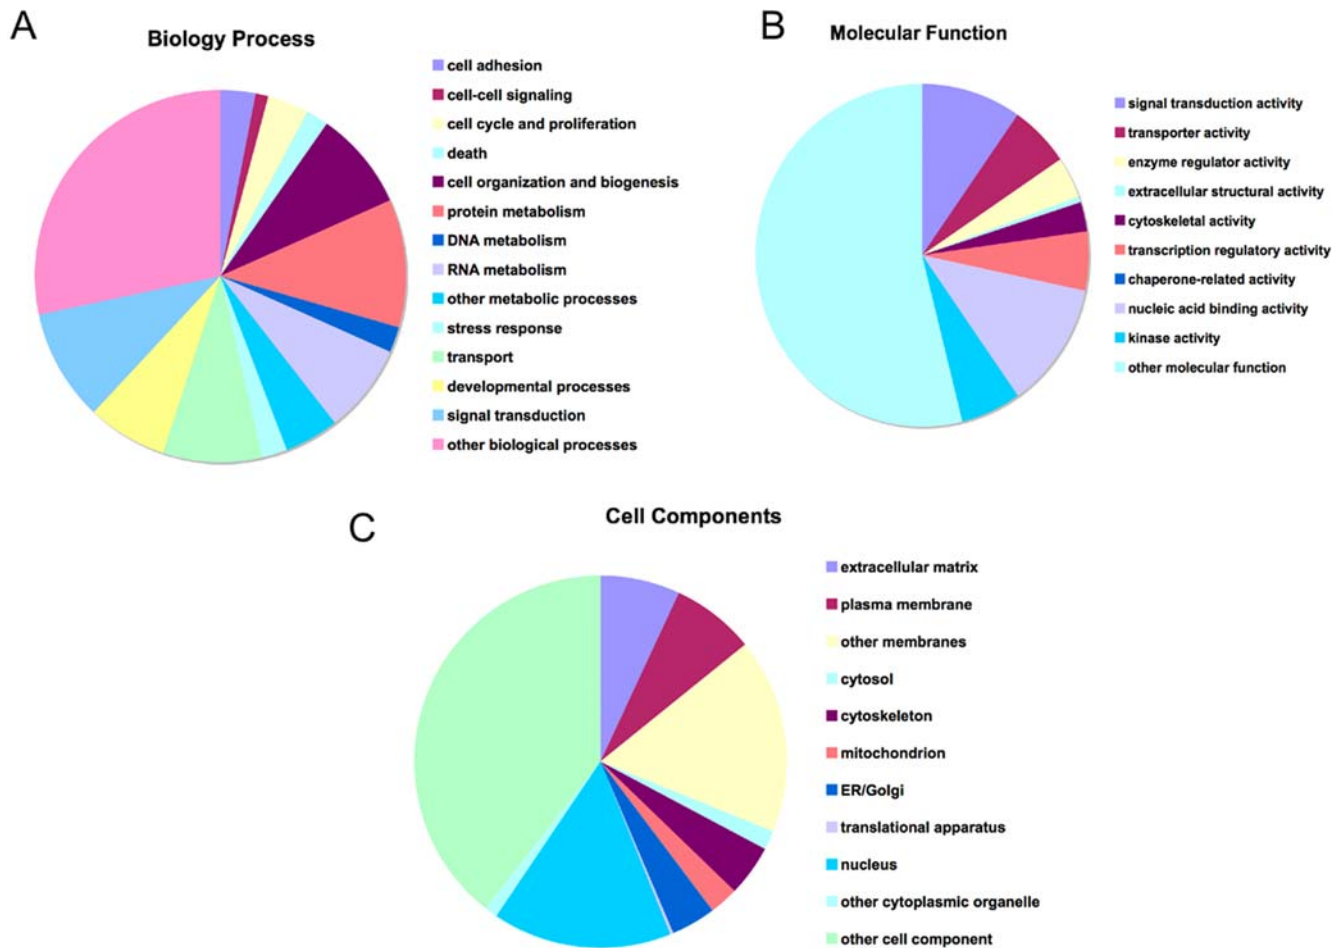 A
Biology Process
cell adhesion
cell-cell signaling
cell cycle and proliferation
death
cell organization and biogenesis
protein metabolism
DNA metabolism
RNA metabolism
other metabolic processes
stress response
transport
developmental processes
signal transduction
other biological processes
B
Molecular Function
signal transduction activity
transporter activity
enzyme regulator activity
extracellular structural activity
cytoskeletal activity
transcription regulatory activity
chaperone-related activity
nucleic acid binding activity
kinase activity
other molecular function
C
Cell Components
extracellular matrix
plasma membrane
other membranes
cytosol
cytoskeleton
mitochondrion
ER/Golgi
translational apparatus
nucleus
other cytoplasmic organelle
other cell component